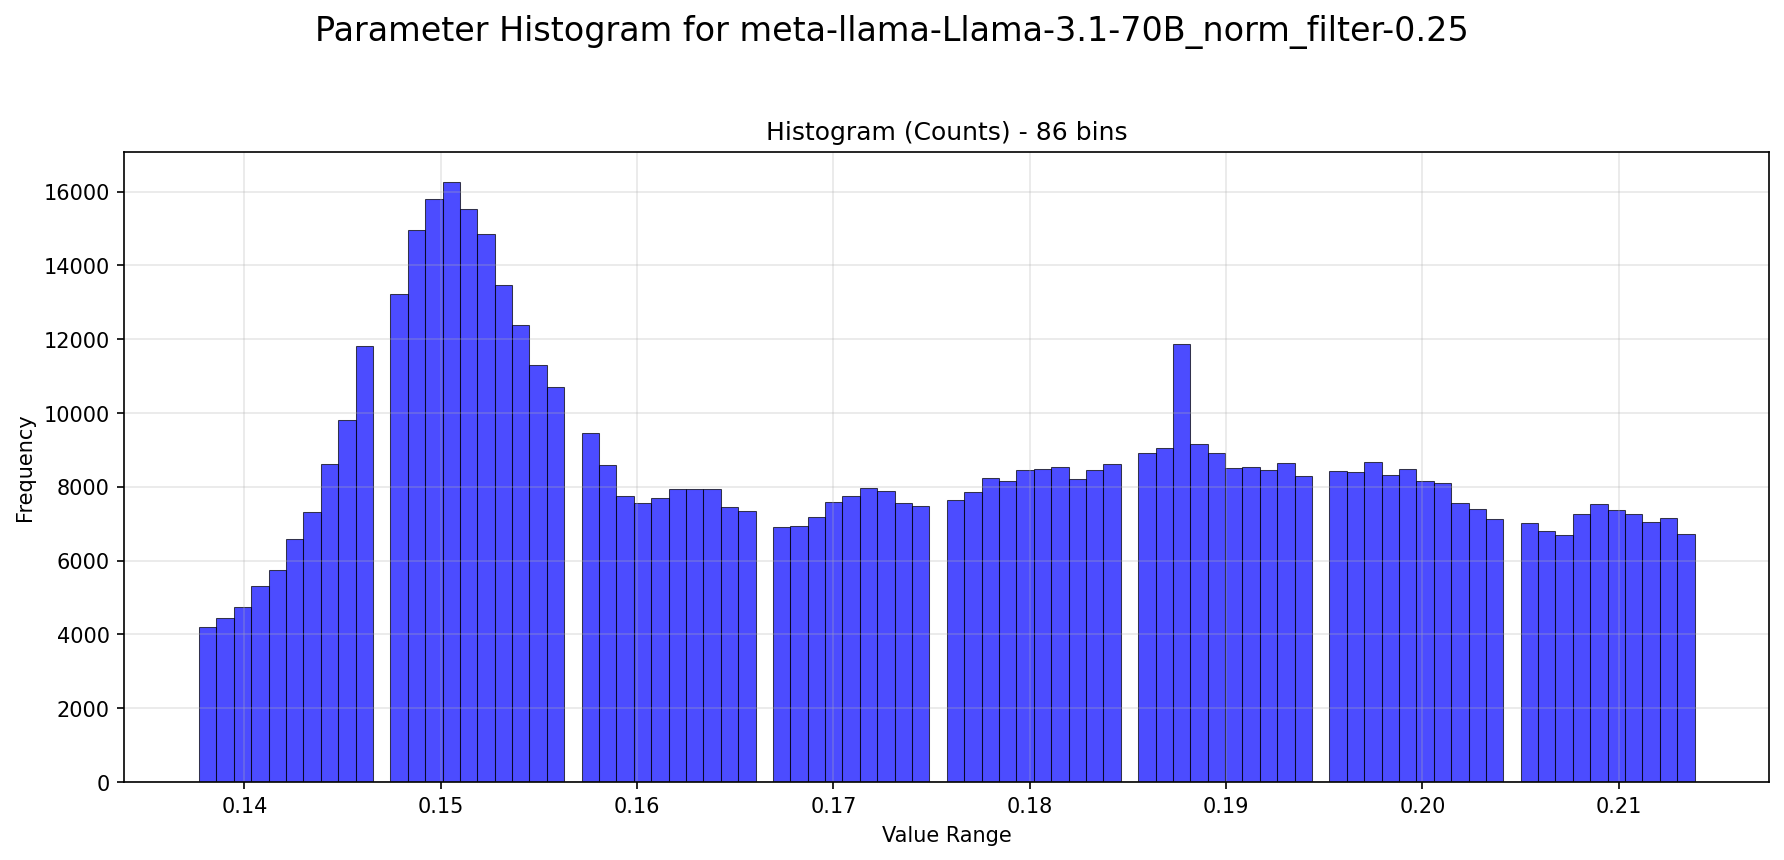 Parameter Histogram for meta-llama-Llama-3.1-70B_norm_filter-0.25
Histogram (Counts) - 86 bins
Frequency
16000
14000
12000
10000
8000
6000
4000
2000
0
0.14 0.15 0.16 0.17 0.18 0.19 0.20 0.21
Value Range